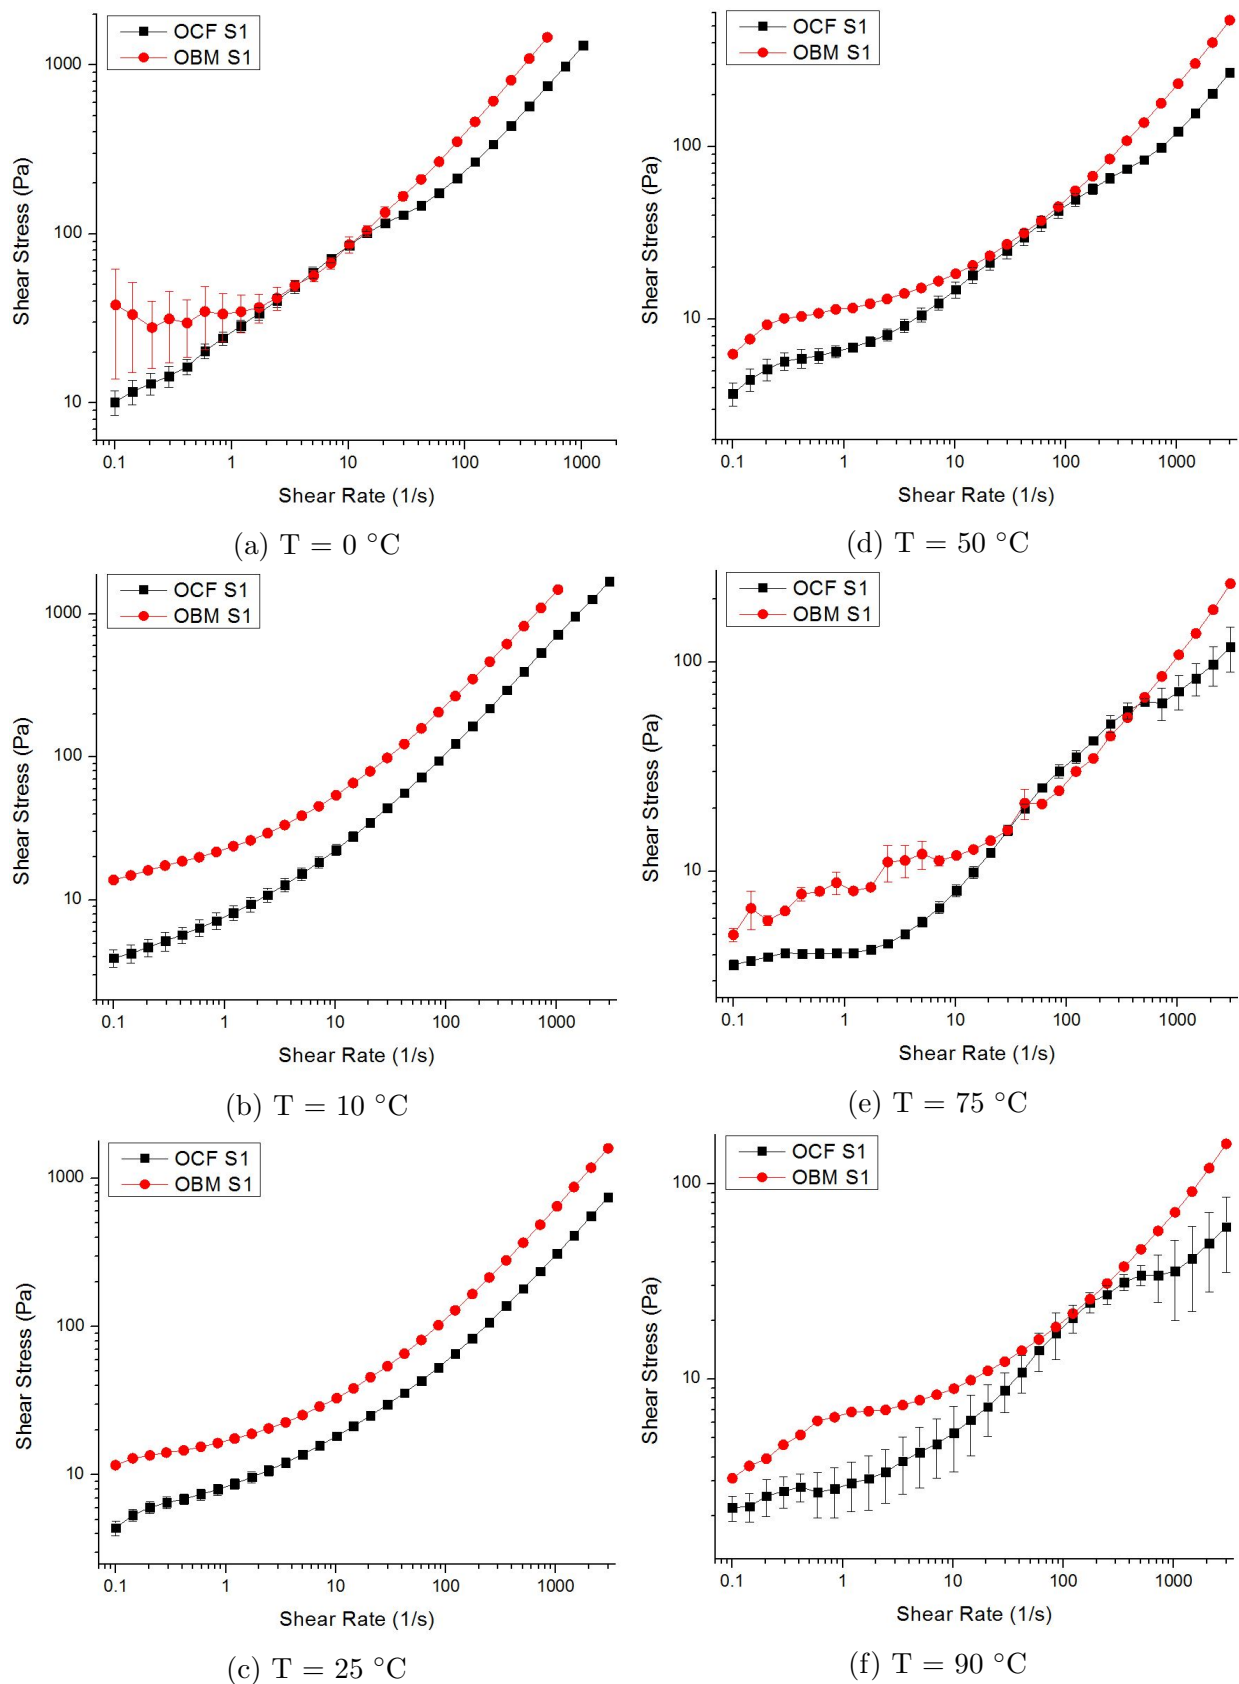 OCF S1
OBM S1
1000
100
10
0.1 1 10 100 1000
Shear Stress (Pa)
Shear Rate (1/s)
(a) T = 0 °C
OCF S1
OBM S1
1000
100
10
0.1 1 10 100 1000
Shear Stress (Pa)
Shear Rate (1/s)
(b) T = 10 °C
OCF S1
OBM S1
1000
100
10
0.1 1 10 100 1000
Shear Stress (Pa)
Shear Rate (1/s)
(c) T = 25 °C
OCF S1
OBM S1
100
10
0.1 1 10 100 1000
Shear Stress (Pa)
Shear Rate (1/s)
(d) T = 50 °C
OCF S1
OBM S1
100
10
0.1 1 10 100 1000
Shear Stress (Pa)
Shear Rate (1/s)
(e) T = 75 °C
OCF S1
OBM S1
100
10
0.1 1 10 100 1000
Shear Stress (Pa)
Shear Rate (1/s)
(f) T = 90 °C